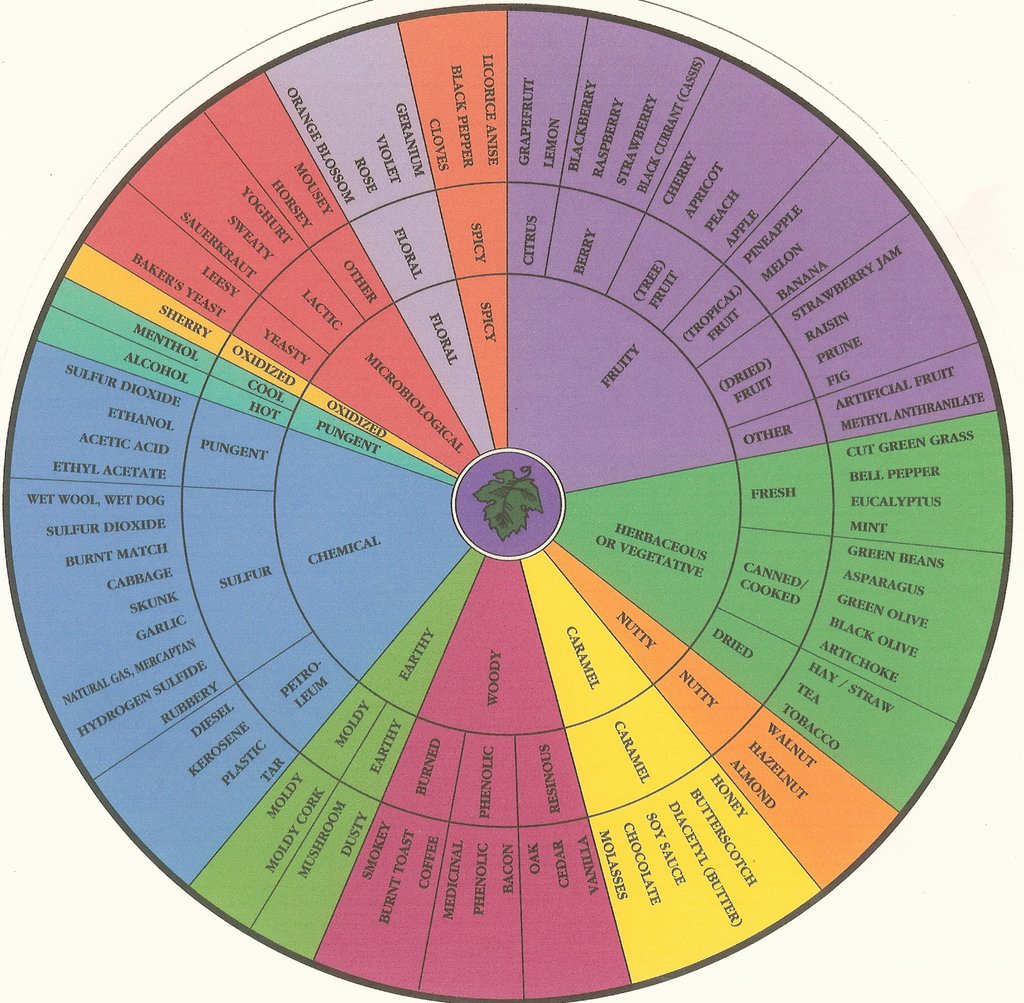 FRUITY
CITRUS
GRAPEFRUIT
LEMON
BERRY
BLACKBERRY
RASPBERRY
STRAWBERRY
BLACK CURRANT (CASSIS)
(TREE)
FRUIT
CHERRY
APRICOT
PEACH
APPLE
(TROPICAL)
FRUIT
PINEAPPLE
MELON
BANANA
(DRIED)
FRUIT
STRAWBERRY JAM
RAISIN
PRUNE
FIG
OTHER
ARTIFICIAL FRUIT
METHYL ANTHRANILATE
HERBACEOUS
OR VEGETATIVE
FRESH
CUT GREEN GRASS
BELL PEPPER
EUCALYPTUS
MINT
CANNED/
COOKED
GREEN BEANS
ASPARAGUS
GREEN OLIVE
BLACK OLIVE
ARTICHOKE
DRIED
HAY / STRAW
TEA
TOBACCO
NUTTY
NUTTY
WALNUT
HAZELNUT
ALMOND
CARAMEL
CARAMEL
HONEY
BUTTERSCOTCH
DIACETYL (BUTTER)
SOY SAUCE
CHOCOLATE
MOLASSES
WOODY
RESINOUS
VANILLA
CEDAR
OAK
PHENOLIC
BACON
PHENOLIC
MEDICINAL
BURNED
COFFEE
BURNT TOAST
SMOKEY
EARTHY
EARTHY
DUSTY
MUSHROOM
MOLDY
MOLDY CORK
MOLDY
CHEMICAL
PETRO-
LEUM
TAR
PLASTIC
KEROSENE
DIESEL
SULFUR
RUBBERY
HYDROGEN SULFIDE
NATURAL GAS, MERCAPTAN
GARLIC
SKUNK
CABBAGE
BURNT MATCH
SULFUR DIOXIDE
WET WOOL, WET DOG
PUNGENT
ETHYL ACETATE
ACETIC ACID
ETHANOL
SULFUR DIOXIDE
PUNGENT
HOT
ALCOHOL
COOL
MENTHOL
OXIDIZED
OXIDIZED
SHERRY
MICROBIOLOGICAL
YEASTY
BAKER'S YEAST
LEESY
LACTIC
SAUERKRAUT
SWEATY
YOGHURT
OTHER
HORSEY
MOUSEY
FLORAL
FLORAL
ORANGE BLOSSOM
ROSE
VIOLET
GERANIUM
SPICY
SPICY
CLOVES
BLACK PEPPER
LICORICE ANISE